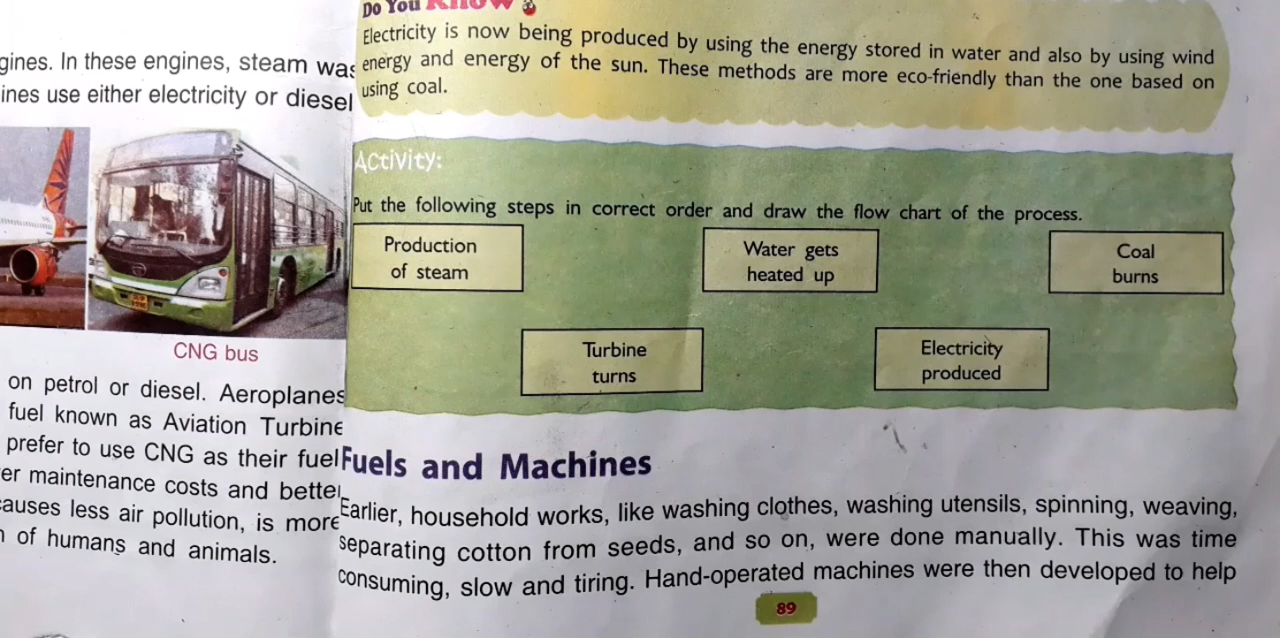 gines. In these engines, steam was
ines use either electricity or diesel
CNG bus
on petrol or diesel. Aeroplanes
fuel known as Aviation Turbine
prefer to use CNG as their fuel
er maintenance costs and better
causes less air pollution, is more
of humans and animals.
Do You Know
Electricity is now being produced by using the energy stored in water and also by using wind
energy and energy of the sun. These methods are more eco-friendly than the one based on
using coal.
Activity:
Put the following steps in correct order and draw the flow chart of the process.
Production
of steam
Water gets
heated up
Coal
burns
Turbine
turns
Electricity
produced
Fuels and Machines
Earlier, household works, like washing clothes, washing utensils, spinning, weaving,
separating cotton from seeds, and so on, were done manually. This was time
consuming, slow and tiring. Hand-operated machines were then developed to help
89